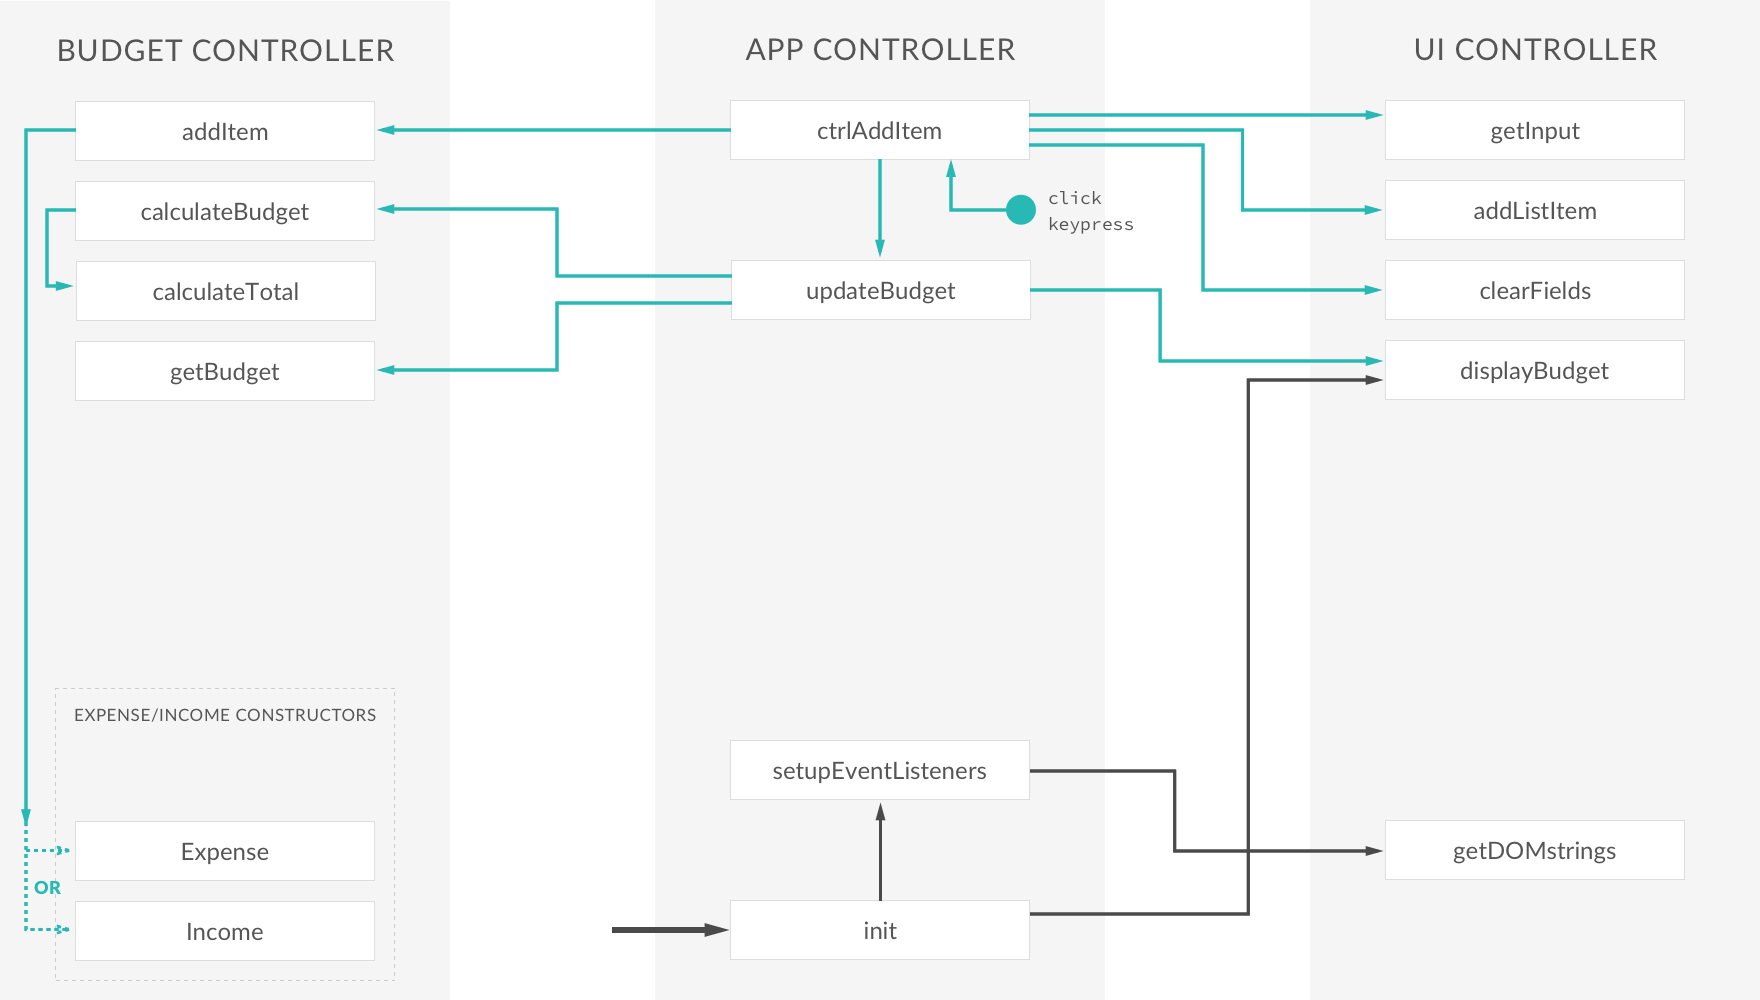 BUDGET CONTROLLER
addItem
calculateBudget
calculateTotal
getBudget
EXPENSE/INCOME CONSTRUCTORS
Expense
OR
Income
APP CONTROLLER
ctrlAddItem
click
keypress
updateBudget
setupEventListeners
init
UI CONTROLLER
getInput
addListItem
clearFields
displayBudget
getDOMstrings